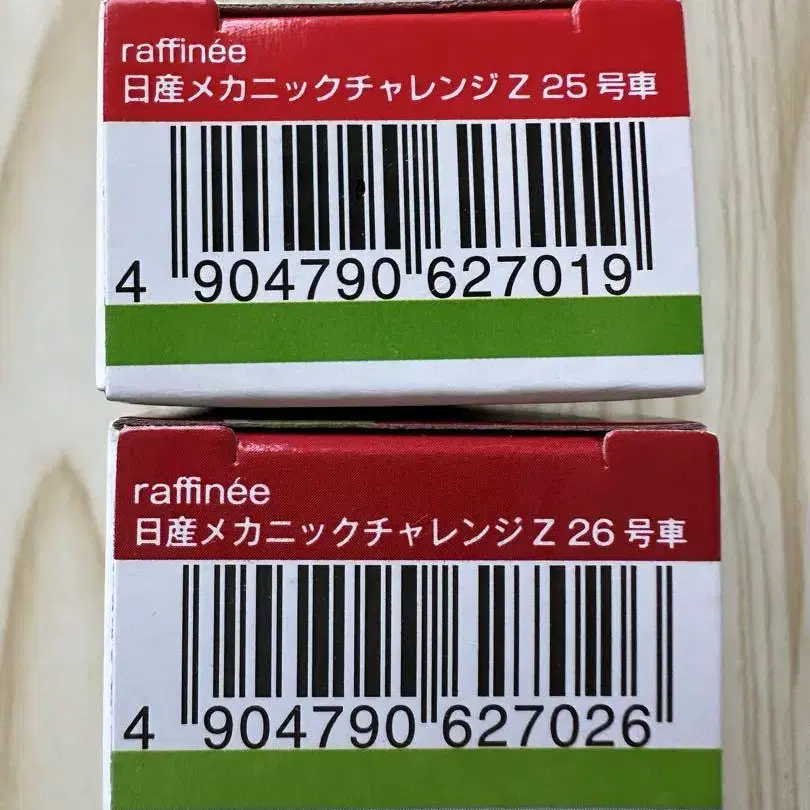 raffinée
日産メカニックチャレンジ Z 25 号車
4 904790 627019
raffinée
日産メカニックチャレンジ Z 26 号車
4 904790 627026